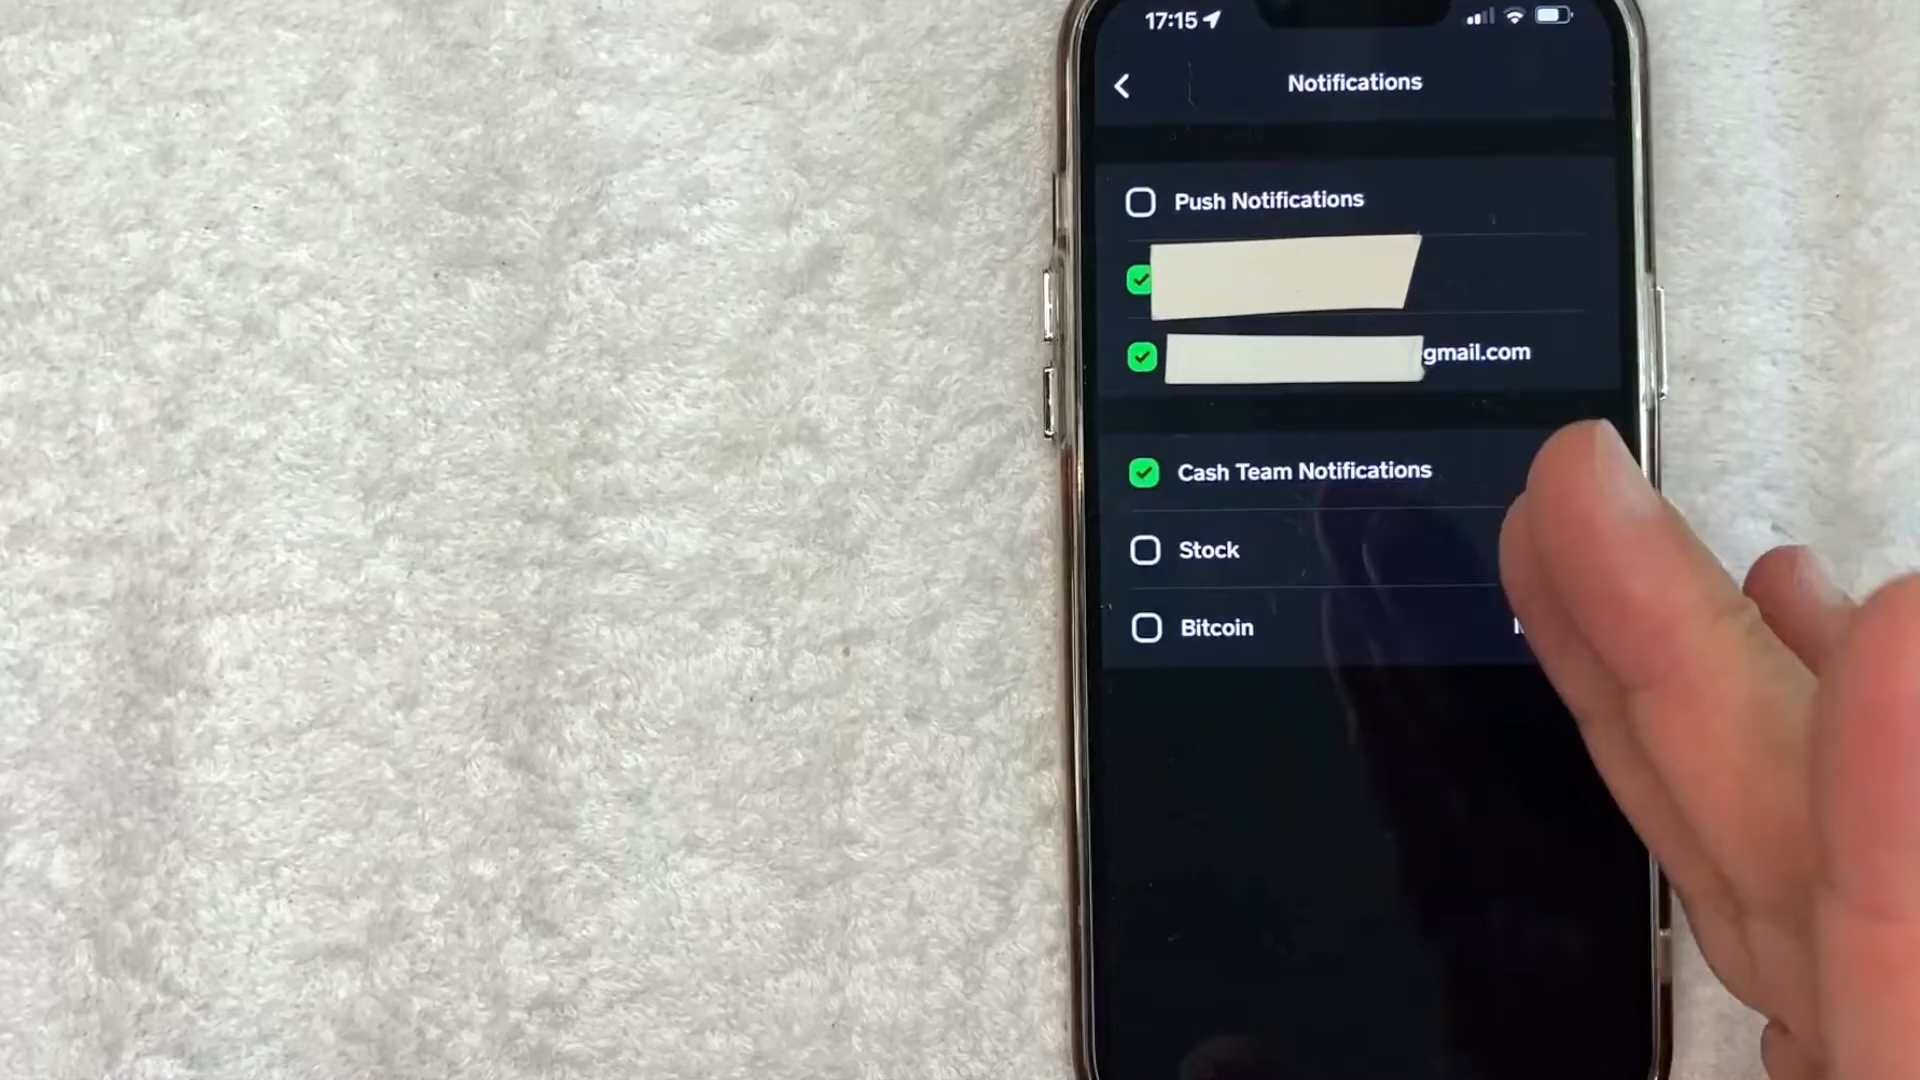 17:15
Notifications
Push Notifications
gmail.com
Cash Team Notifications
Stock
Bitcoin